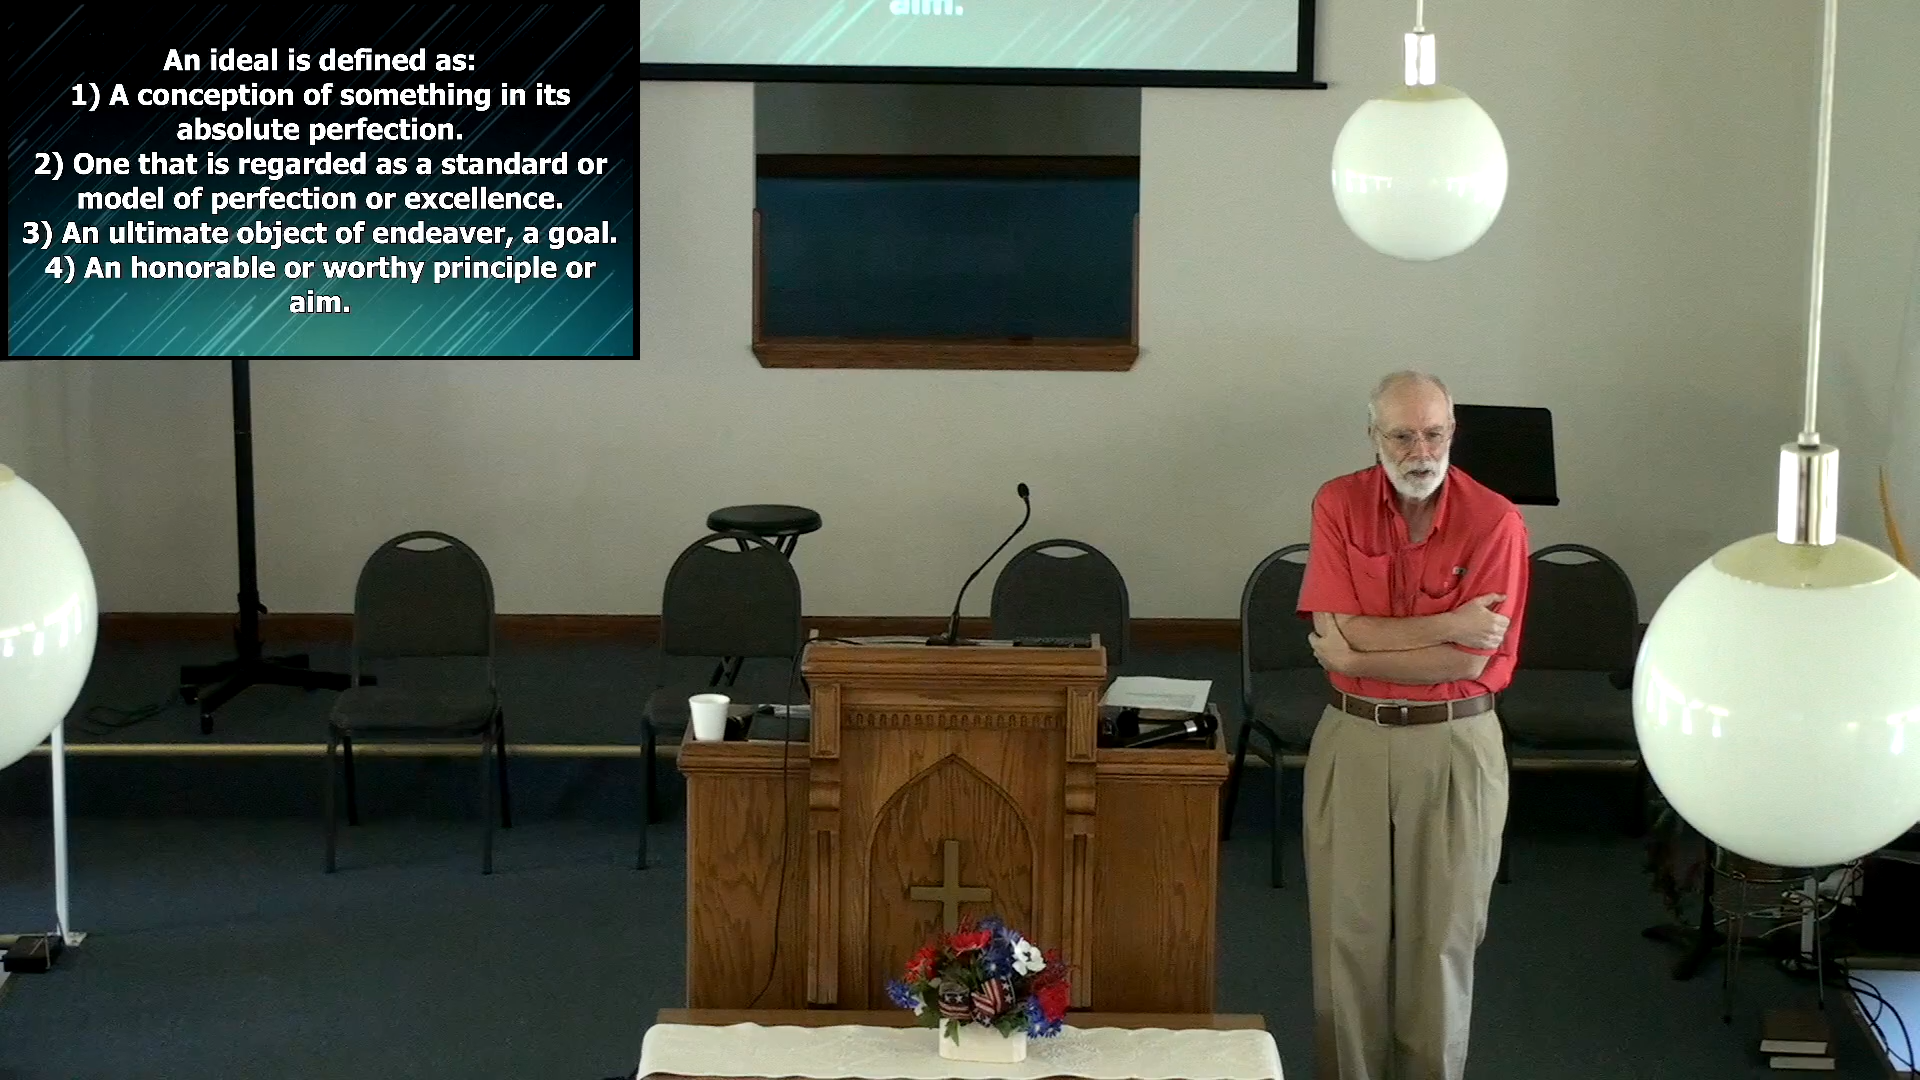 An ideal is defined as:
1) A conception of something in its
absolute perfection.
2) One that is regarded as a standard or
model of perfection or excellence.
3) An ultimate object of endeaver, a goal.
4) An honorable or worthy principle or
aim.
aim.